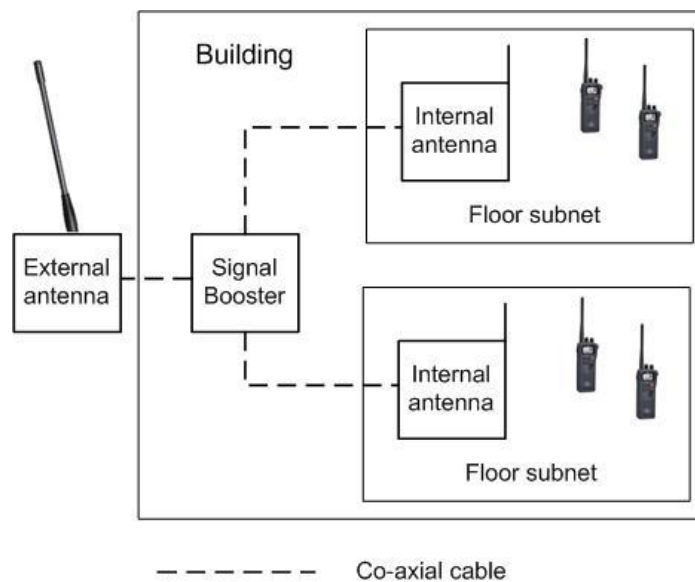 Building
Internal
antenna
Floor subnet
External
antenna
Signal
Booster
Internal
antenna
Floor subnet
Co-axial cable